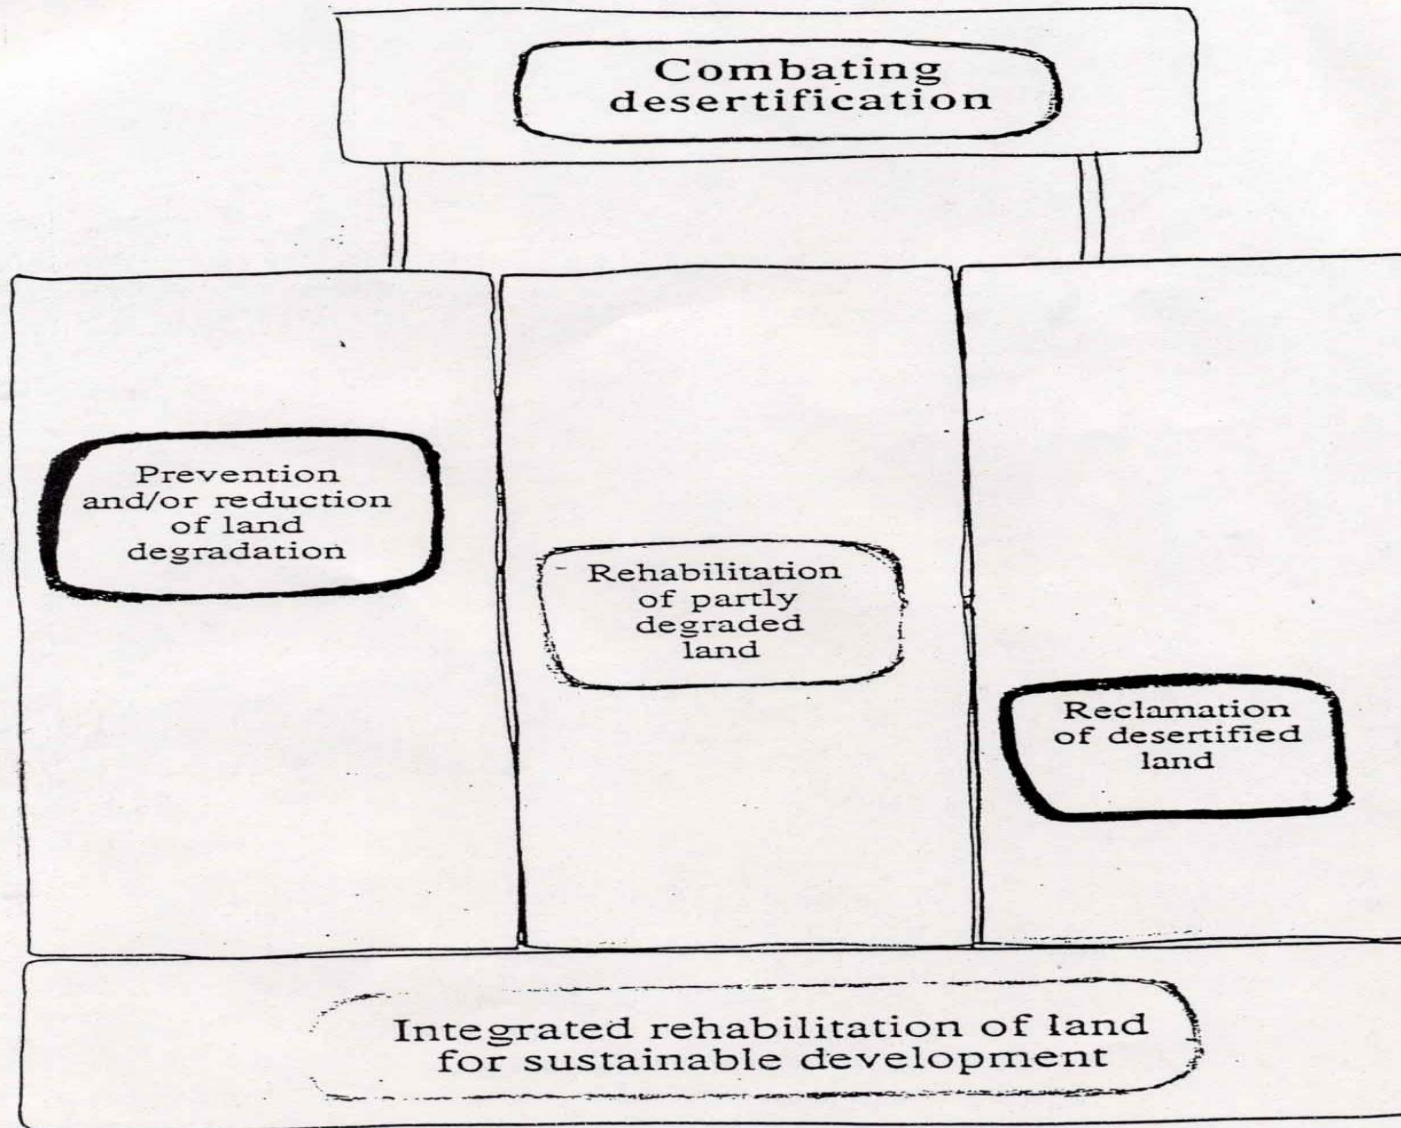 Combating
desertification
Prevention
and/or reduction
of land
degradation
Rehabilitation
of partly
degraded
land
Reclamation
of desertified
land
Integrated rehabilitation of land
for sustainable development